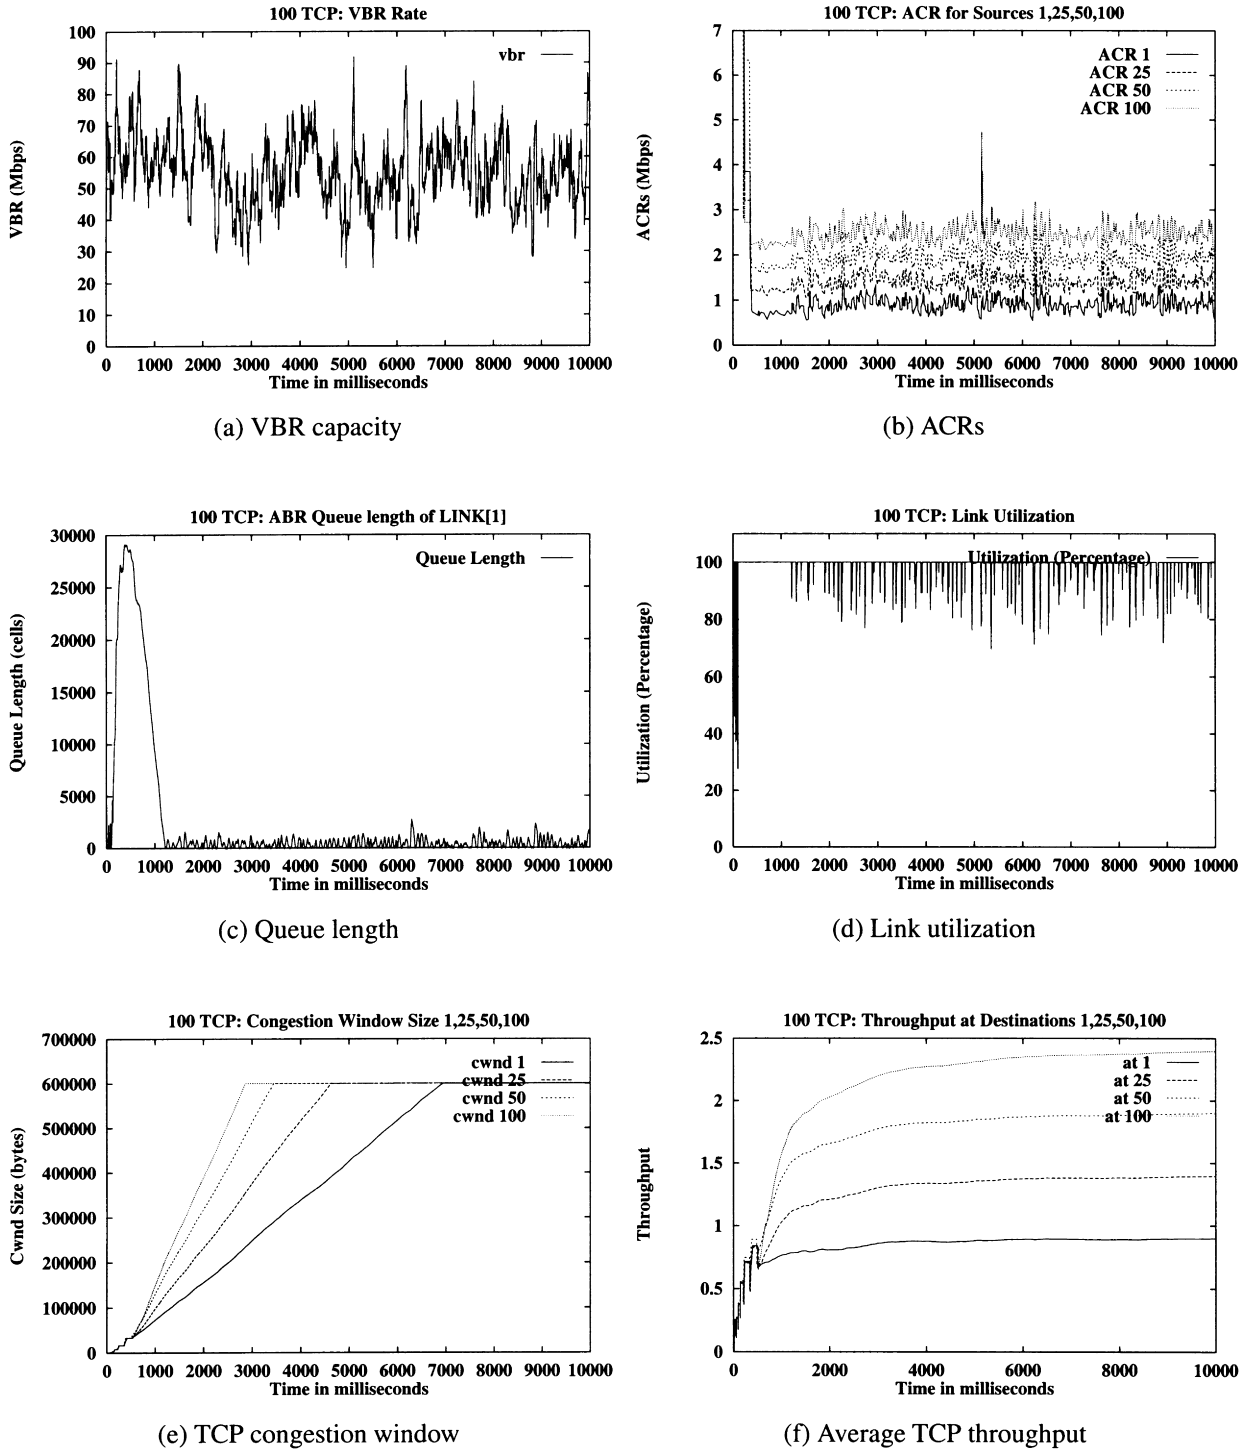 100 TCP: VBR Rate
100
90
80
70
60
50
40
30
20
10
0
VBR (Mbps)
vbr
0 1000 2000 3000 4000 5000 6000 7000 8000 9000 10000
Time in milliseconds
(a) VBR capacity
100 TCP: ACR for Sources 1,25,50,100
7
6
5
4
3
2
1
0
ACRs (Mbps)
ACR 1
ACR 25
ACR 50
ACR 100
0 1000 2000 3000 4000 5000 6000 7000 8000 9000 10000
Time in milliseconds
(b) ACRs
100 TCP: ABR Queue length of LINK[1]
30000
25000
20000
15000
10000
5000
0
Queue Length (cells)
Queue Length
0 1000 2000 3000 4000 5000 6000 7000 8000 9000 10000
Time in milliseconds
(c) Queue length
100 TCP: Link Utilization
100
80
60
40
20
0
Utilization (Percentage)
Utilization (Percentage)
0 1000 2000 3000 4000 5000 6000 7000 8000 9000 10000
Time in milliseconds
(d) Link utilization
100 TCP: Congestion Window Size 1,25,50,100
700000
600000
500000
400000
300000
200000
100000
0
Cwnd Size (bytes)
cwnd 1
cwnd 25
cwnd 50
cwnd 100
0 1000 2000 3000 4000 5000 6000 7000 8000 9000 10000
Time in milliseconds
(e) TCP congestion window
100 TCP: Throughput at Destinations 1,25,50,100
2.5
2
1.5
1
0.5
0
Throughput
at 1
at 25
at 50
at 100
0 2000 4000 6000 8000 10000
Time in milliseconds
(f) Average TCP throughput